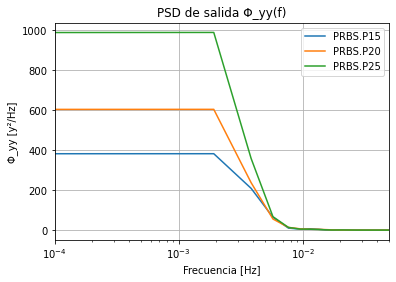 PSD de salida Φ_yy(f)
Φ_yy [y²/Hz]
1000
800
600
400
200
0
PRBS.P15
PRBS.P20
PRBS.P25
10⁻⁴
10⁻³
10⁻²
Frecuencia [Hz]